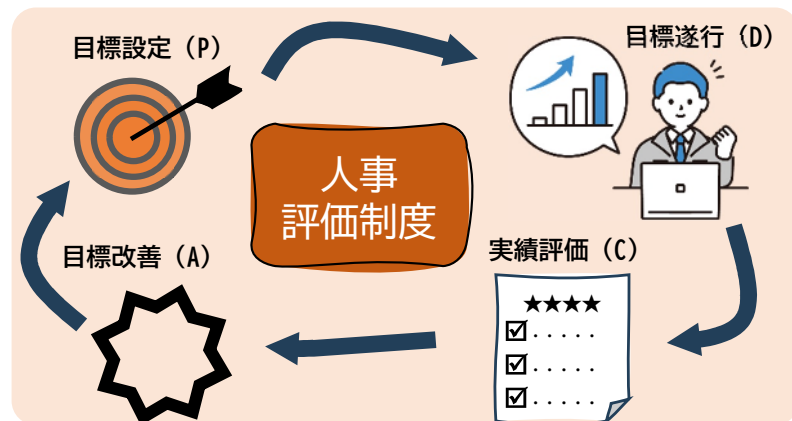 目標設定（P）
目標遂行（D）
人事
評価制度
目標改善（A）
実績評価（C）
★★★★
☑.....
☑.....
☑.....